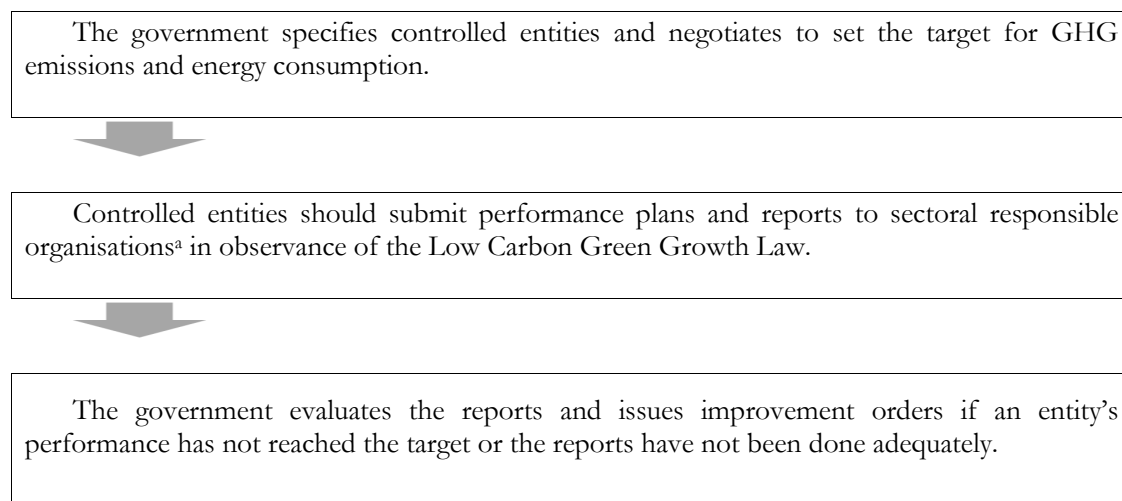 The government specifies controlled entities and negotiates to set the target for GHG
emissions and energy consumption.
Controlled entities should submit performance plans and reports to sectoral responsible
organisationsᵃ in observance of the Low Carbon Green Growth Law.
The government evaluates the reports and issues improvement orders if an entity’s
performance has not reached the target or the reports have not been done adequately.